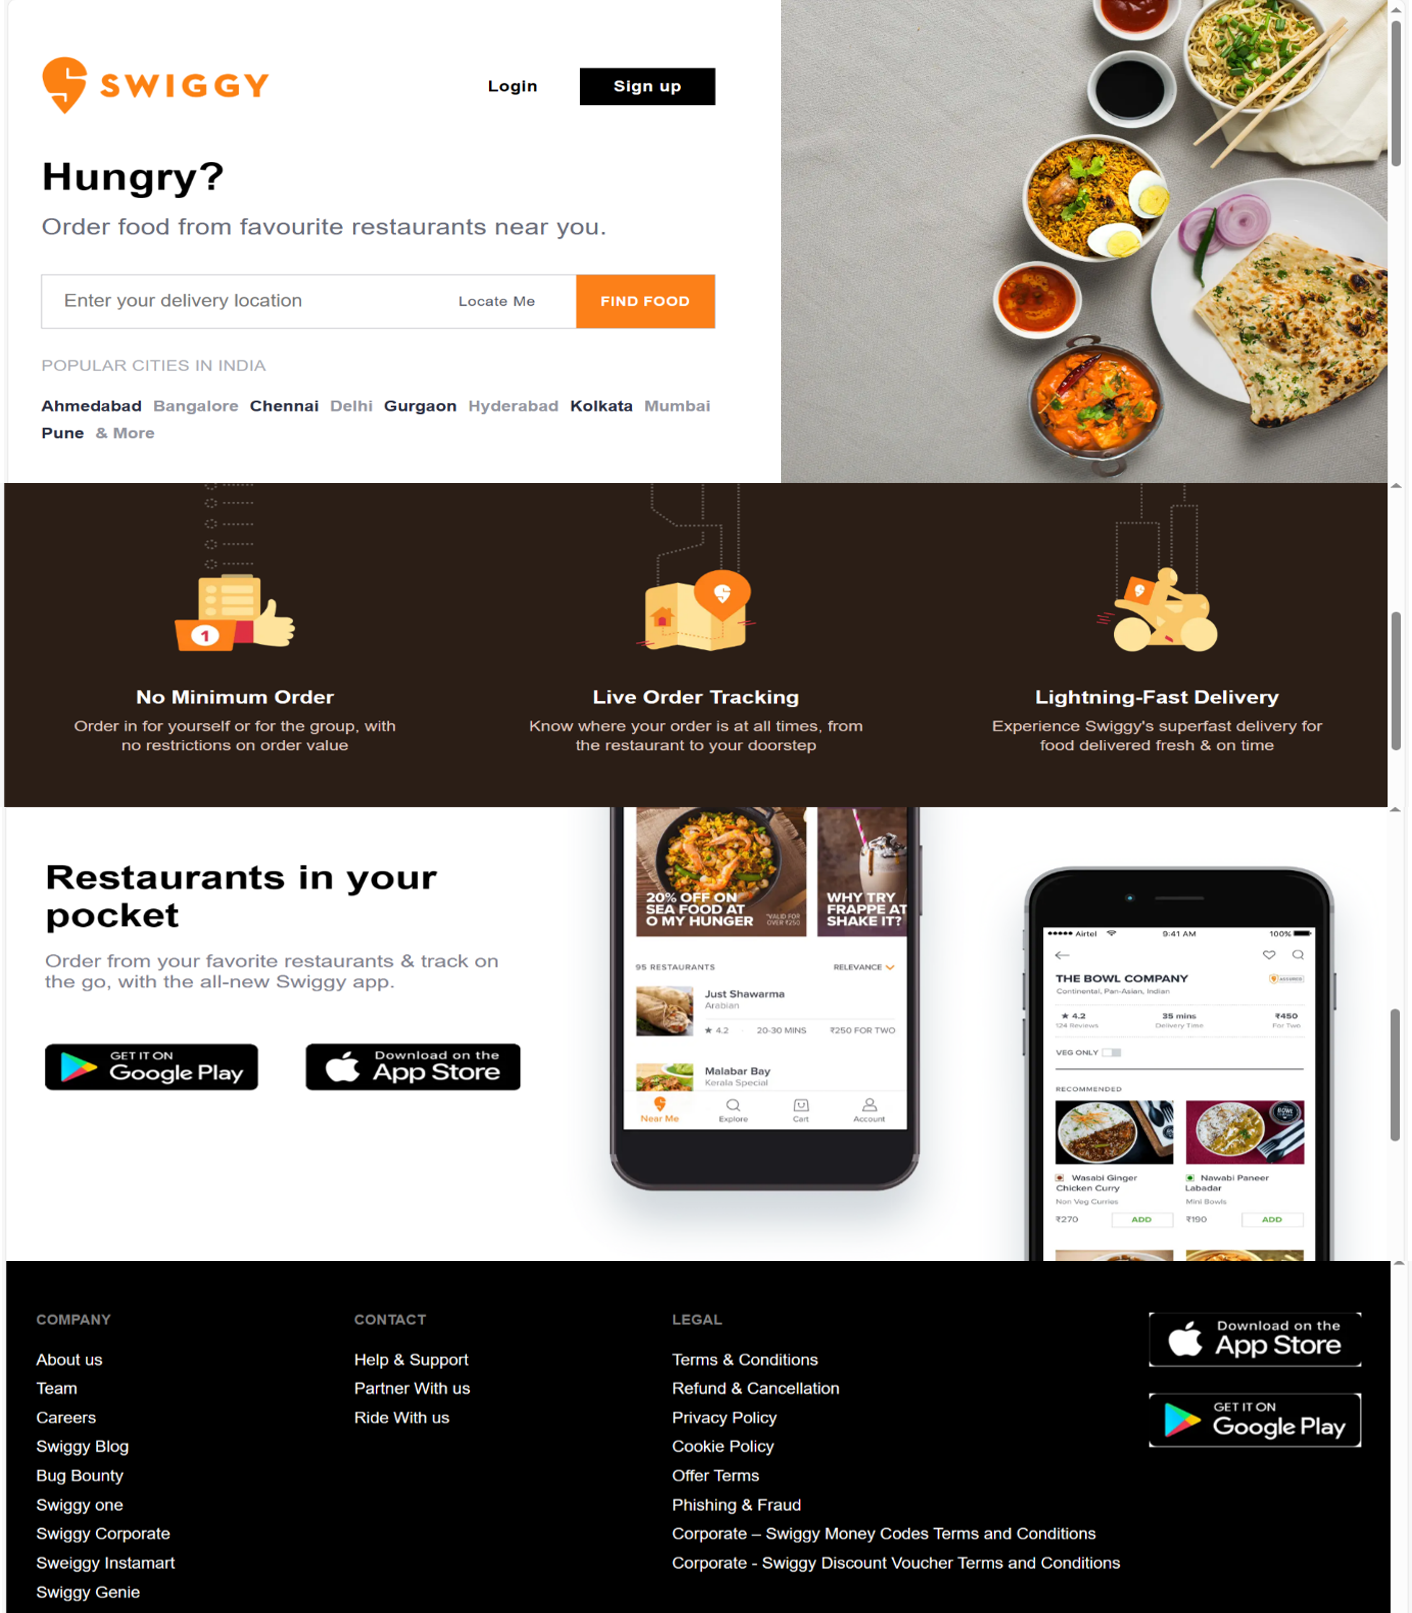 SWIGGY
Login
Sign up
Hungry?
Order food from favourite restaurants near you.
Enter your delivery location
Locate Me
FIND FOOD
POPULAR CITIES IN INDIA
Ahmedabad Bangalore Chennai Delhi Gurgaon Hyderabad Kolkata Mumbai
Pune & More
1
No Minimum Order
Order in for yourself or for the group, with
no restrictions on order value
Live Order Tracking
Know where your order is at all times, from
the restaurant to your doorstep
Lightning-Fast Delivery
Experience Swiggy's superfast delivery for
food delivered fresh & on time
Restaurants in your
pocket
Order from your favorite restaurants & track on
the go, with the all-new Swiggy app.
GET IT ON
Google Play
Download on the
App Store
20% OFF ON
SEA FOOD AT
O MY HUNGER
*VALID FOR
OVER ₹250
WHY TRY
FRAPPE AT
SHAKE IT?
95 RESTAURANTS
RELEVANCE
Just Shawarma
Arabian
★ 4.2
20-30 MINS
₹250 FOR TWO
Malabar Bay
Kerala Special
Near Me
Explore
Cart
Account
Airtel
9:41 AM
100%
THE BOWL COMPANY
ASSURED
Continental, Pan-Asian, Indian
★ 4.2
35 mins
₹450
124 Reviews
Delivery Time
For Two
VEG ONLY
RECOMMENDED
Wasabi Ginger
Chicken Curry
Non Veg Curries
₹270
ADD
Nawabi Paneer
Labadar
Mini Bowls
₹190
ADD
COMPANY
About us
Team
Careers
Swiggy Blog
Bug Bounty
Swiggy one
Swiggy Corporate
Sweiggy Instamart
Swiggy Genie
CONTACT
Help & Support
Partner With us
Ride With us
LEGAL
Terms & Conditions
Refund & Cancellation
Privacy Policy
Cookie Policy
Offer Terms
Phishing & Fraud
Corporate – Swiggy Money Codes Terms and Conditions
Corporate - Swiggy Discount Voucher Terms and Conditions
Download on the
App Store
GET IT ON
Google Play